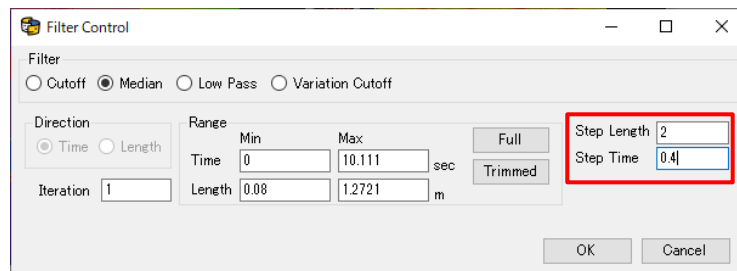 Filter Control
Filter
Cutoff Median Low Pass Variation Cutoff
Direction
Time Length
Iteration 1
Range
Min Max
Time 0 10.111 sec
Length 0.08 1.2721 m
Full
Trimmed
Step Length 2
Step Time 0.4
OK Cancel